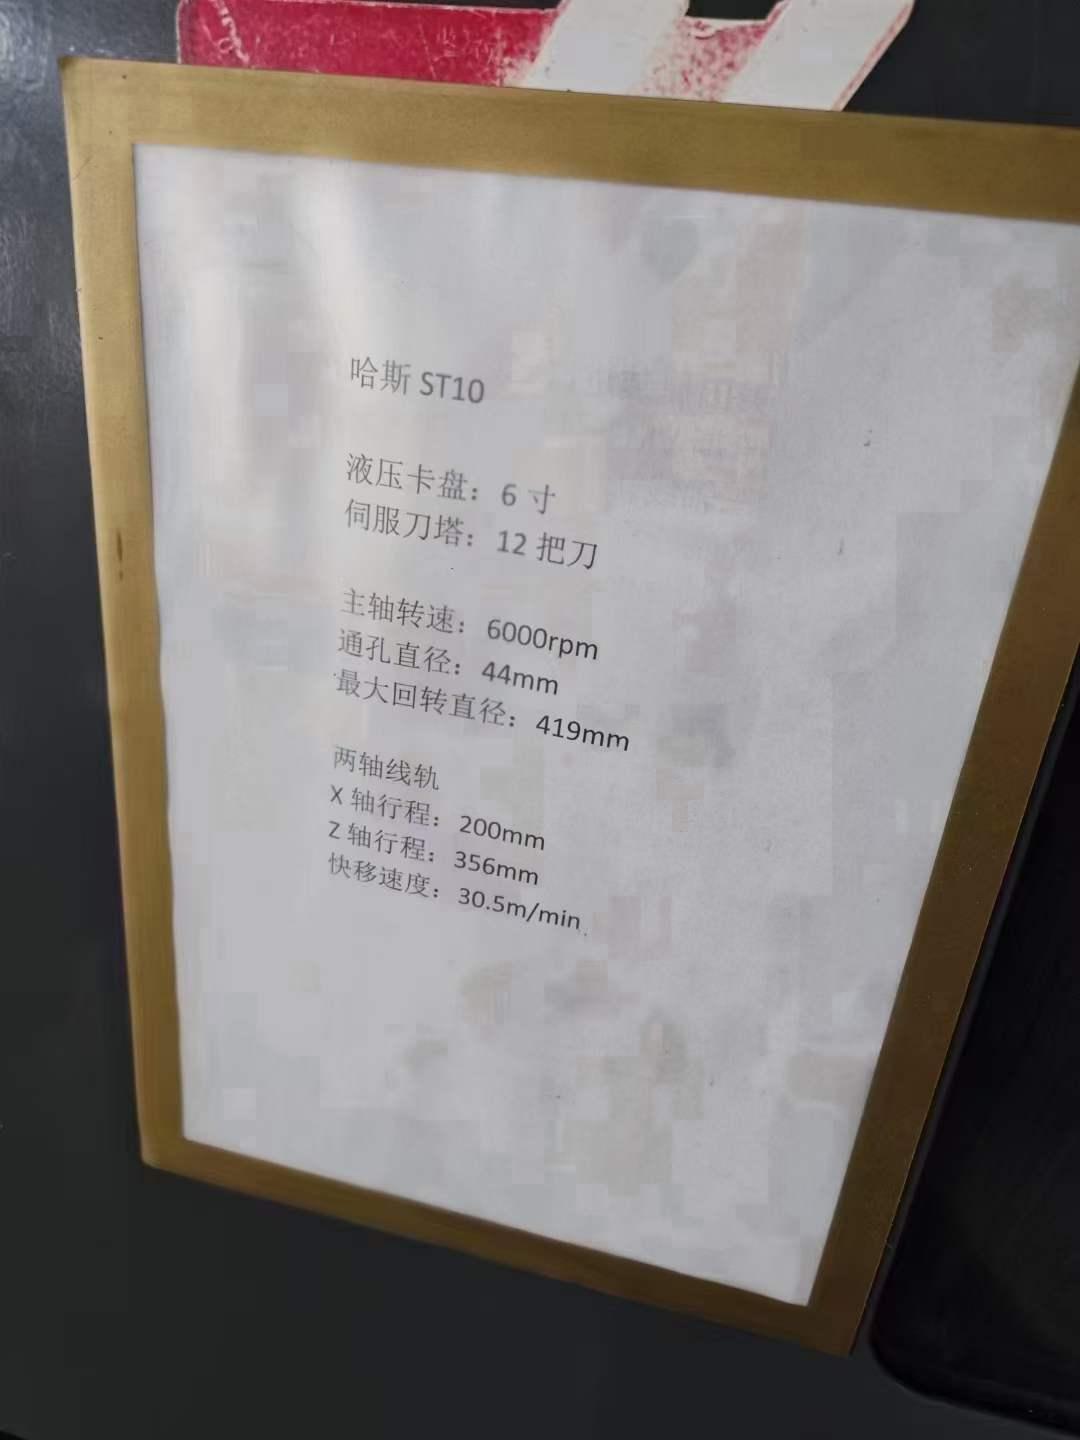 哈斯 ST10
液压卡盘：6 寸
伺服刀塔：12 把刀
主轴转速：6000rpm
通孔直径：44mm
最大回转直径：419mm
两轴线轨
X 轴行程：200mm
Z 轴行程：356mm
快移速度：30.5m/min